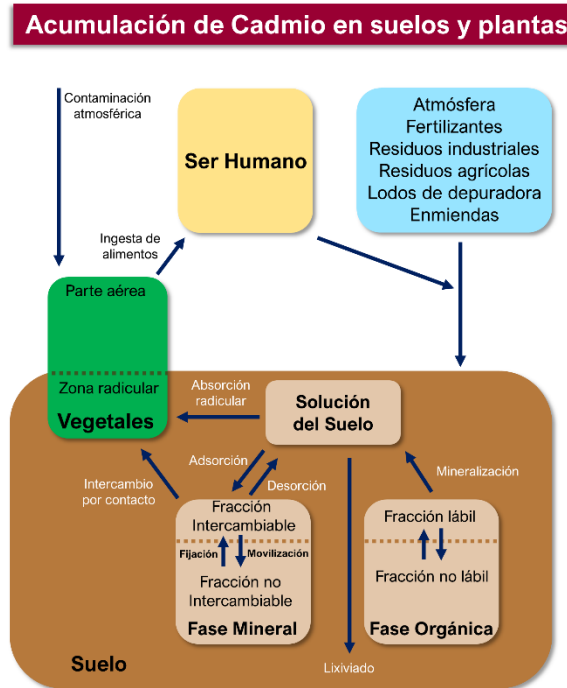 Acumulación de Cadmio en suelos y plantas
Contaminación
atmosférica
Ser Humano
Atmósfera
Fertilizantes
Residuos industriales
Residuos agrícolas
Lodos de depuradora
Enmiendas
Ingesta de
alimentos
Parte aérea
Zona radicular
Vegetales
Absorción
radicular
Solución
del Suelo
Adsorción
Desorción
Mineralización
Intercambio
por contacto
Fracción
Intercambiable
Fijación
Movilización
Fracción no
Intercambiable
Fase Mineral
Fracción lábil
Fracción no lábil
Fase Orgánica
Suelo
Lixiviado